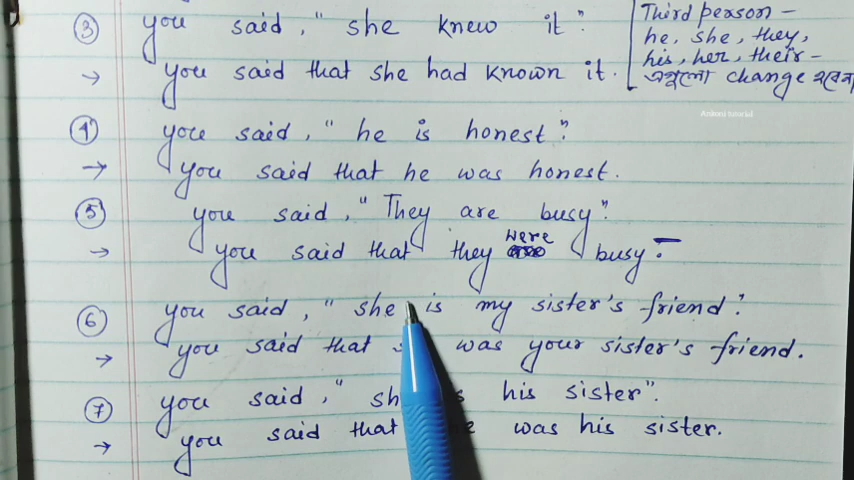 ③ you said, " she knew it".
→ you said that she had known it.
Third person –
he, she, they,
his, her, their –
এগুলো change হবেনা
Ankana tutorial
④ you said, " he is honest".
→ you said that he was honest.
⑤ you said, " They are busy".
→ you said that they were busy.
⑥ you said, " she is my sister's friend".
→ you said that was your sister's friend.
⑦ you said, " his sister".
→ you said that was his sister.